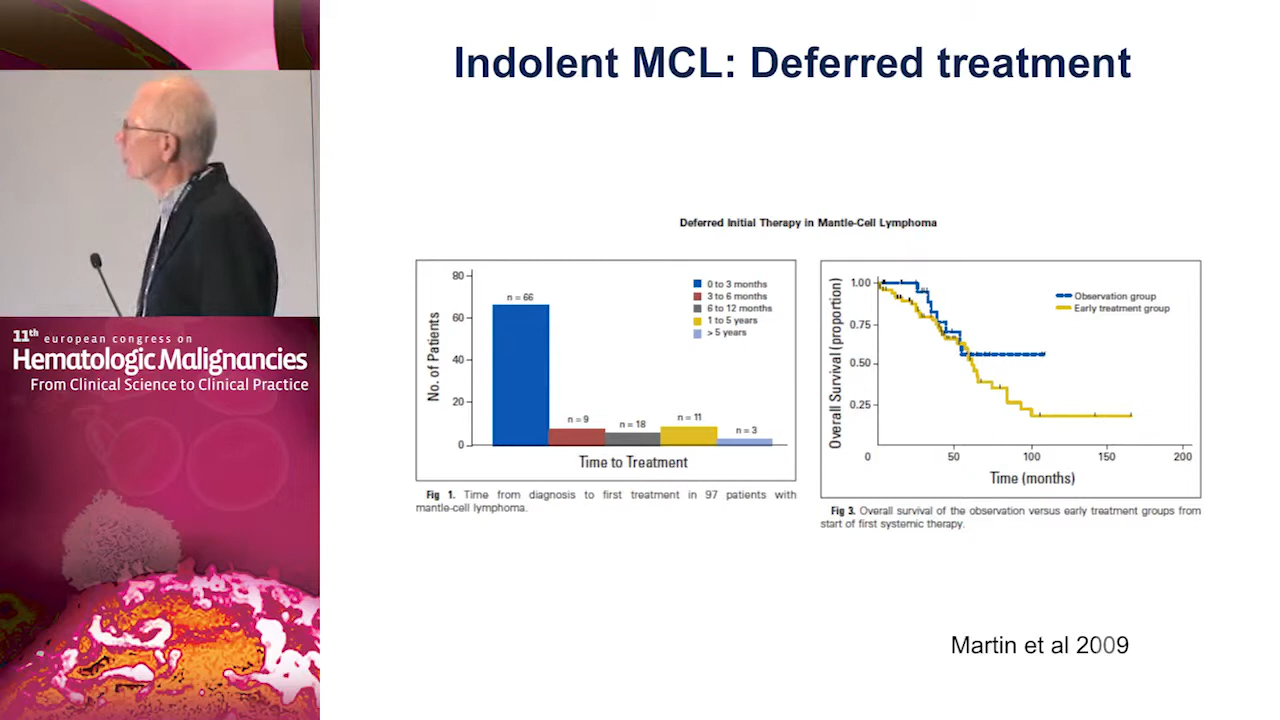 Indolent MCL: Deferred treatment
Deferred Initial Therapy in Mantle-Cell Lymphoma
80
60
40
20
0
No. of Patients
n = 66
n = 9
n = 18
n = 11
n = 3
0 to 3 months
3 to 6 months
6 to 12 months
1 to 5 years
> 5 years
Time to Treatment
Fig 1. Time from diagnosis to first treatment in 97 patients with
mantle-cell lymphoma.
1.00
0.75
0.50
0.25
Overall Survival (proportion)
Observation group
Early treatment group
0 50 100 150 200
Time (months)
Fig 3. Overall survival of the observation versus early treatment groups from
start of first systemic therapy.
Martin et al 2009
11th european congress on
Hematologic Malignancies
From Clinical Science to Clinical Practice